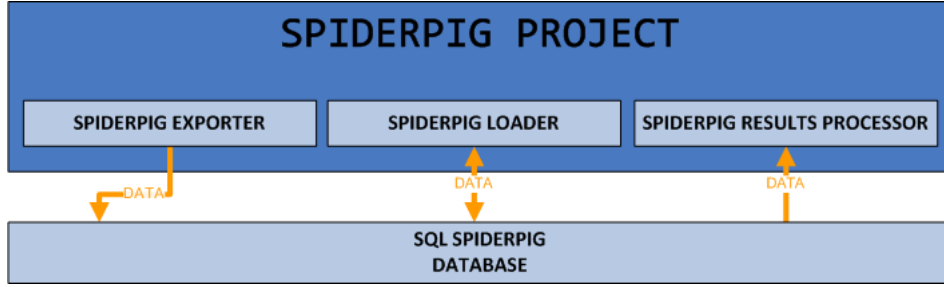 SPIDERPIG PROJECT
SPIDERPIG EXPORTER
SPIDERPIG LOADER
SPIDERPIG RESULTS PROCESSOR
DATA
DATA
DATA
SQL SPIDERPIG
DATABASE